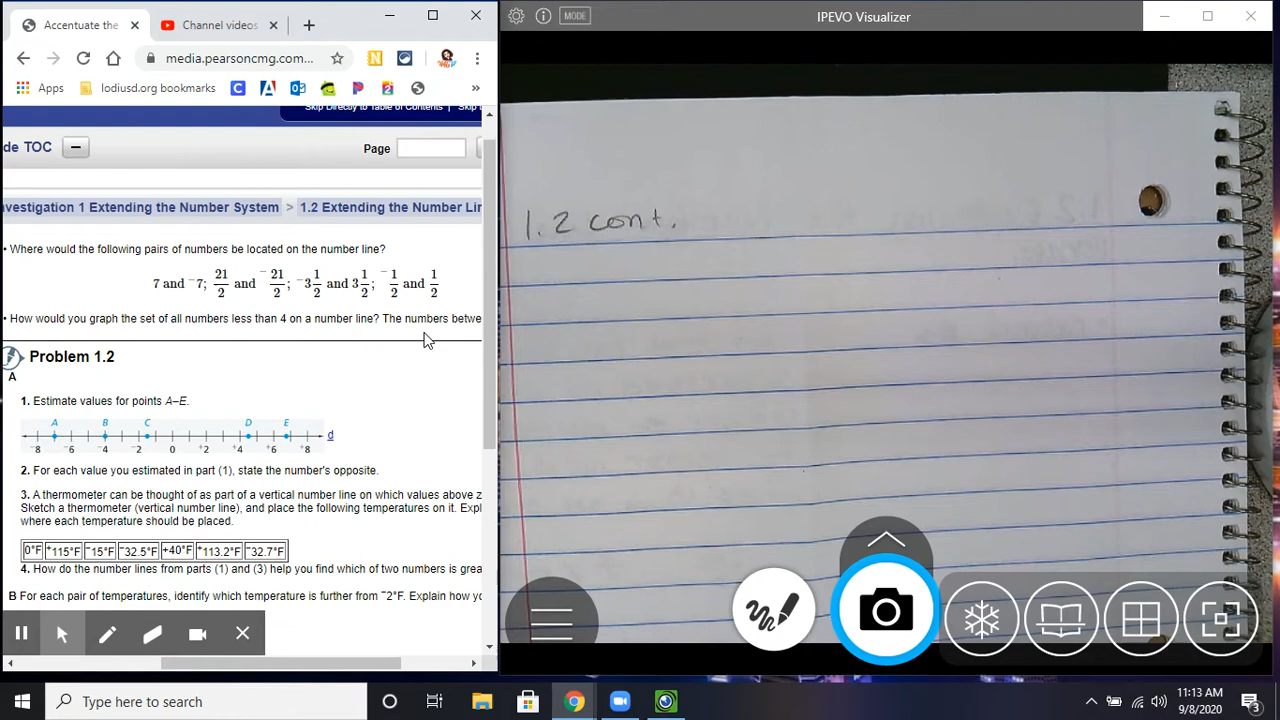 Accentuate the
Channel videos
IPEVO Visualizer
MODE
media.pearsoncmg.com...
Apps
lodiusd.org bookmarks
»
Skip Directly to Table of Contents
de TOC
Page
nvestigation 1 Extending the Number System > 1.2 Extending the Number Lin
1.2 cont.
• Where would the following pairs of numbers be located on the number line?
7 and ⁻7; 21/2 and ⁻21/2; ⁻3 1/2 and 3 1/2; ⁻1/2 and 1/2
• How would you graph the set of all numbers less than 4 on a number line? The numbers betwe
Problem 1.2
A
1. Estimate values for points A–E.
A B C D E
⁻8 ⁻6 ⁻4 ⁻2 0 ⁺2 ⁺4 ⁺6 ⁺8
d
2. For each value you estimated in part (1), state the number's opposite.
3. A thermometer can be thought of as part of a vertical number line on which values above z
Sketch a thermometer (vertical number line), and place the following temperatures on it. Expl
where each temperature should be placed.
0°F ⁺115°F ⁻15°F ⁻32.5°F +40°F ⁺113.2°F ⁻32.7°F
4. How do the number lines from parts (1) and (3) help you find which of two numbers is grea
B For each pair of temperatures, identify which temperature is further from ⁻2°F. Explain how yo
Type here to search
11:13 AM
9/8/2020
3